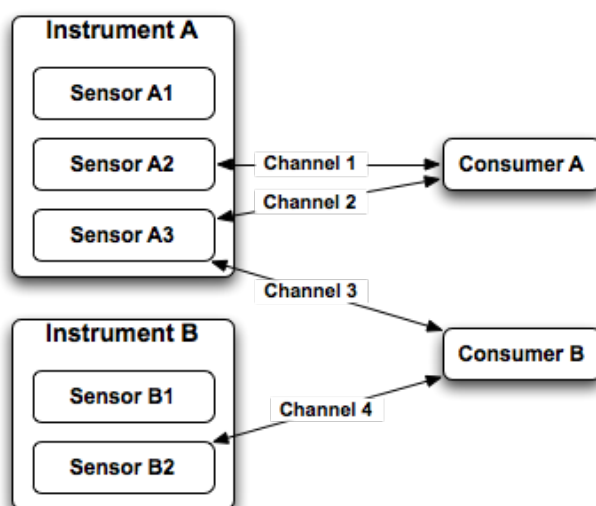 Instrument A
Sensor A1
Sensor A2
Channel 1
Consumer A
Channel 2
Sensor A3
Channel 3
Instrument B
Consumer B
Sensor B1
Channel 4
Sensor B2